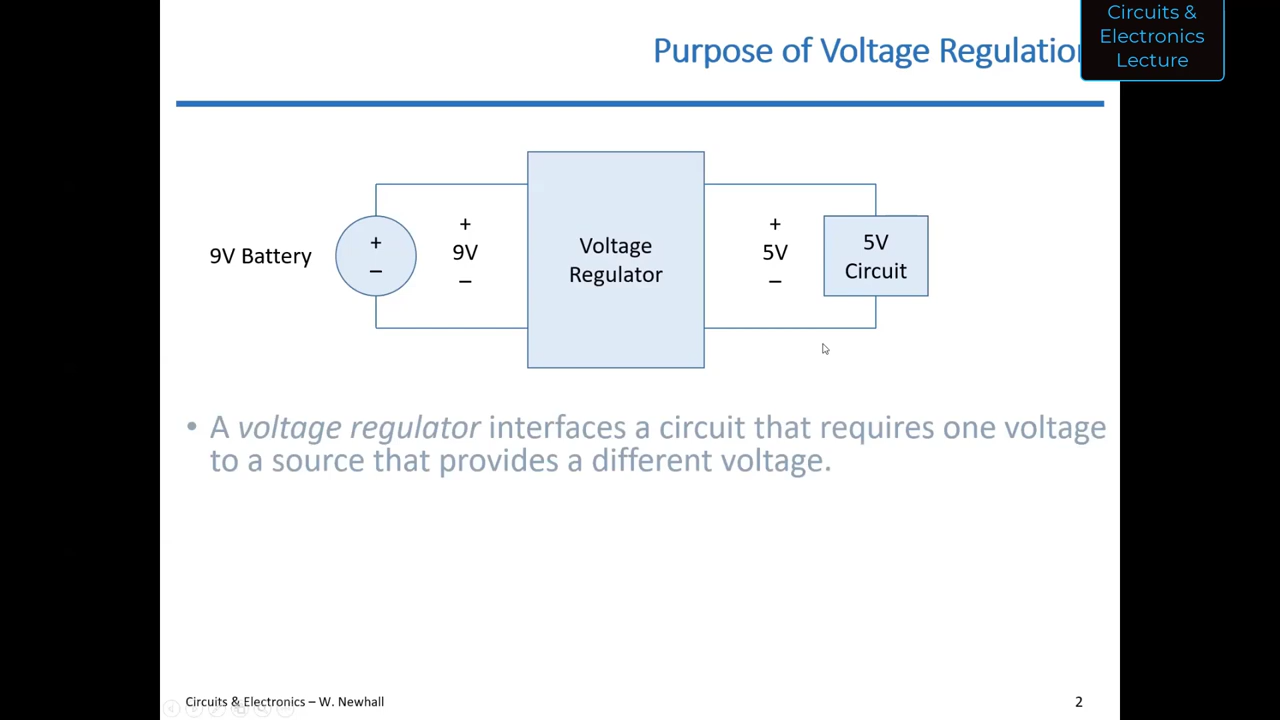 Circuits &
Electronics
Lecture
Purpose of Voltage Regulatio
9V Battery
+
–
+
9V
–
Voltage
Regulator
+
5V
–
5V
Circuit
• A voltage regulator interfaces a circuit that requires one voltage
to a source that provides a different voltage.
Circuits & Electronics – W. Newhall
2